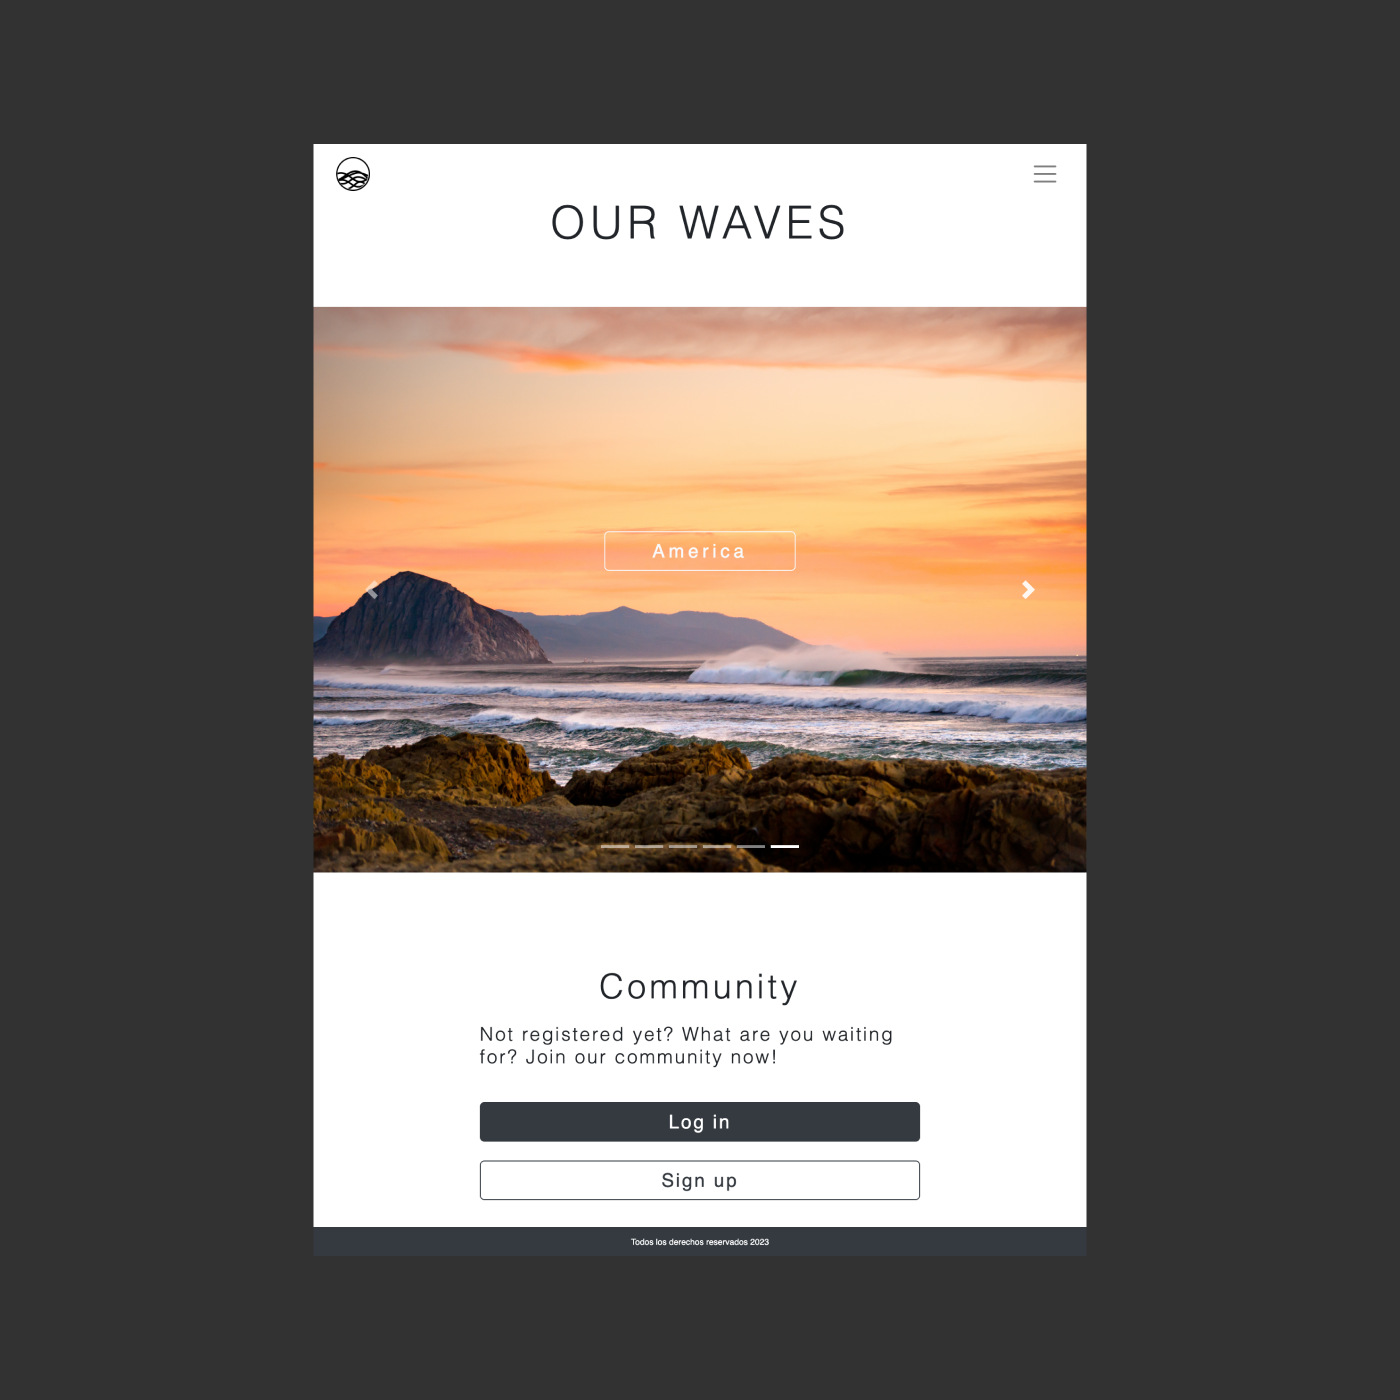 OUR WAVES
America
Community
Not registered yet? What are you waiting
for? Join our community now!
Log in
Sign up
Todos los derechos reservados 2023